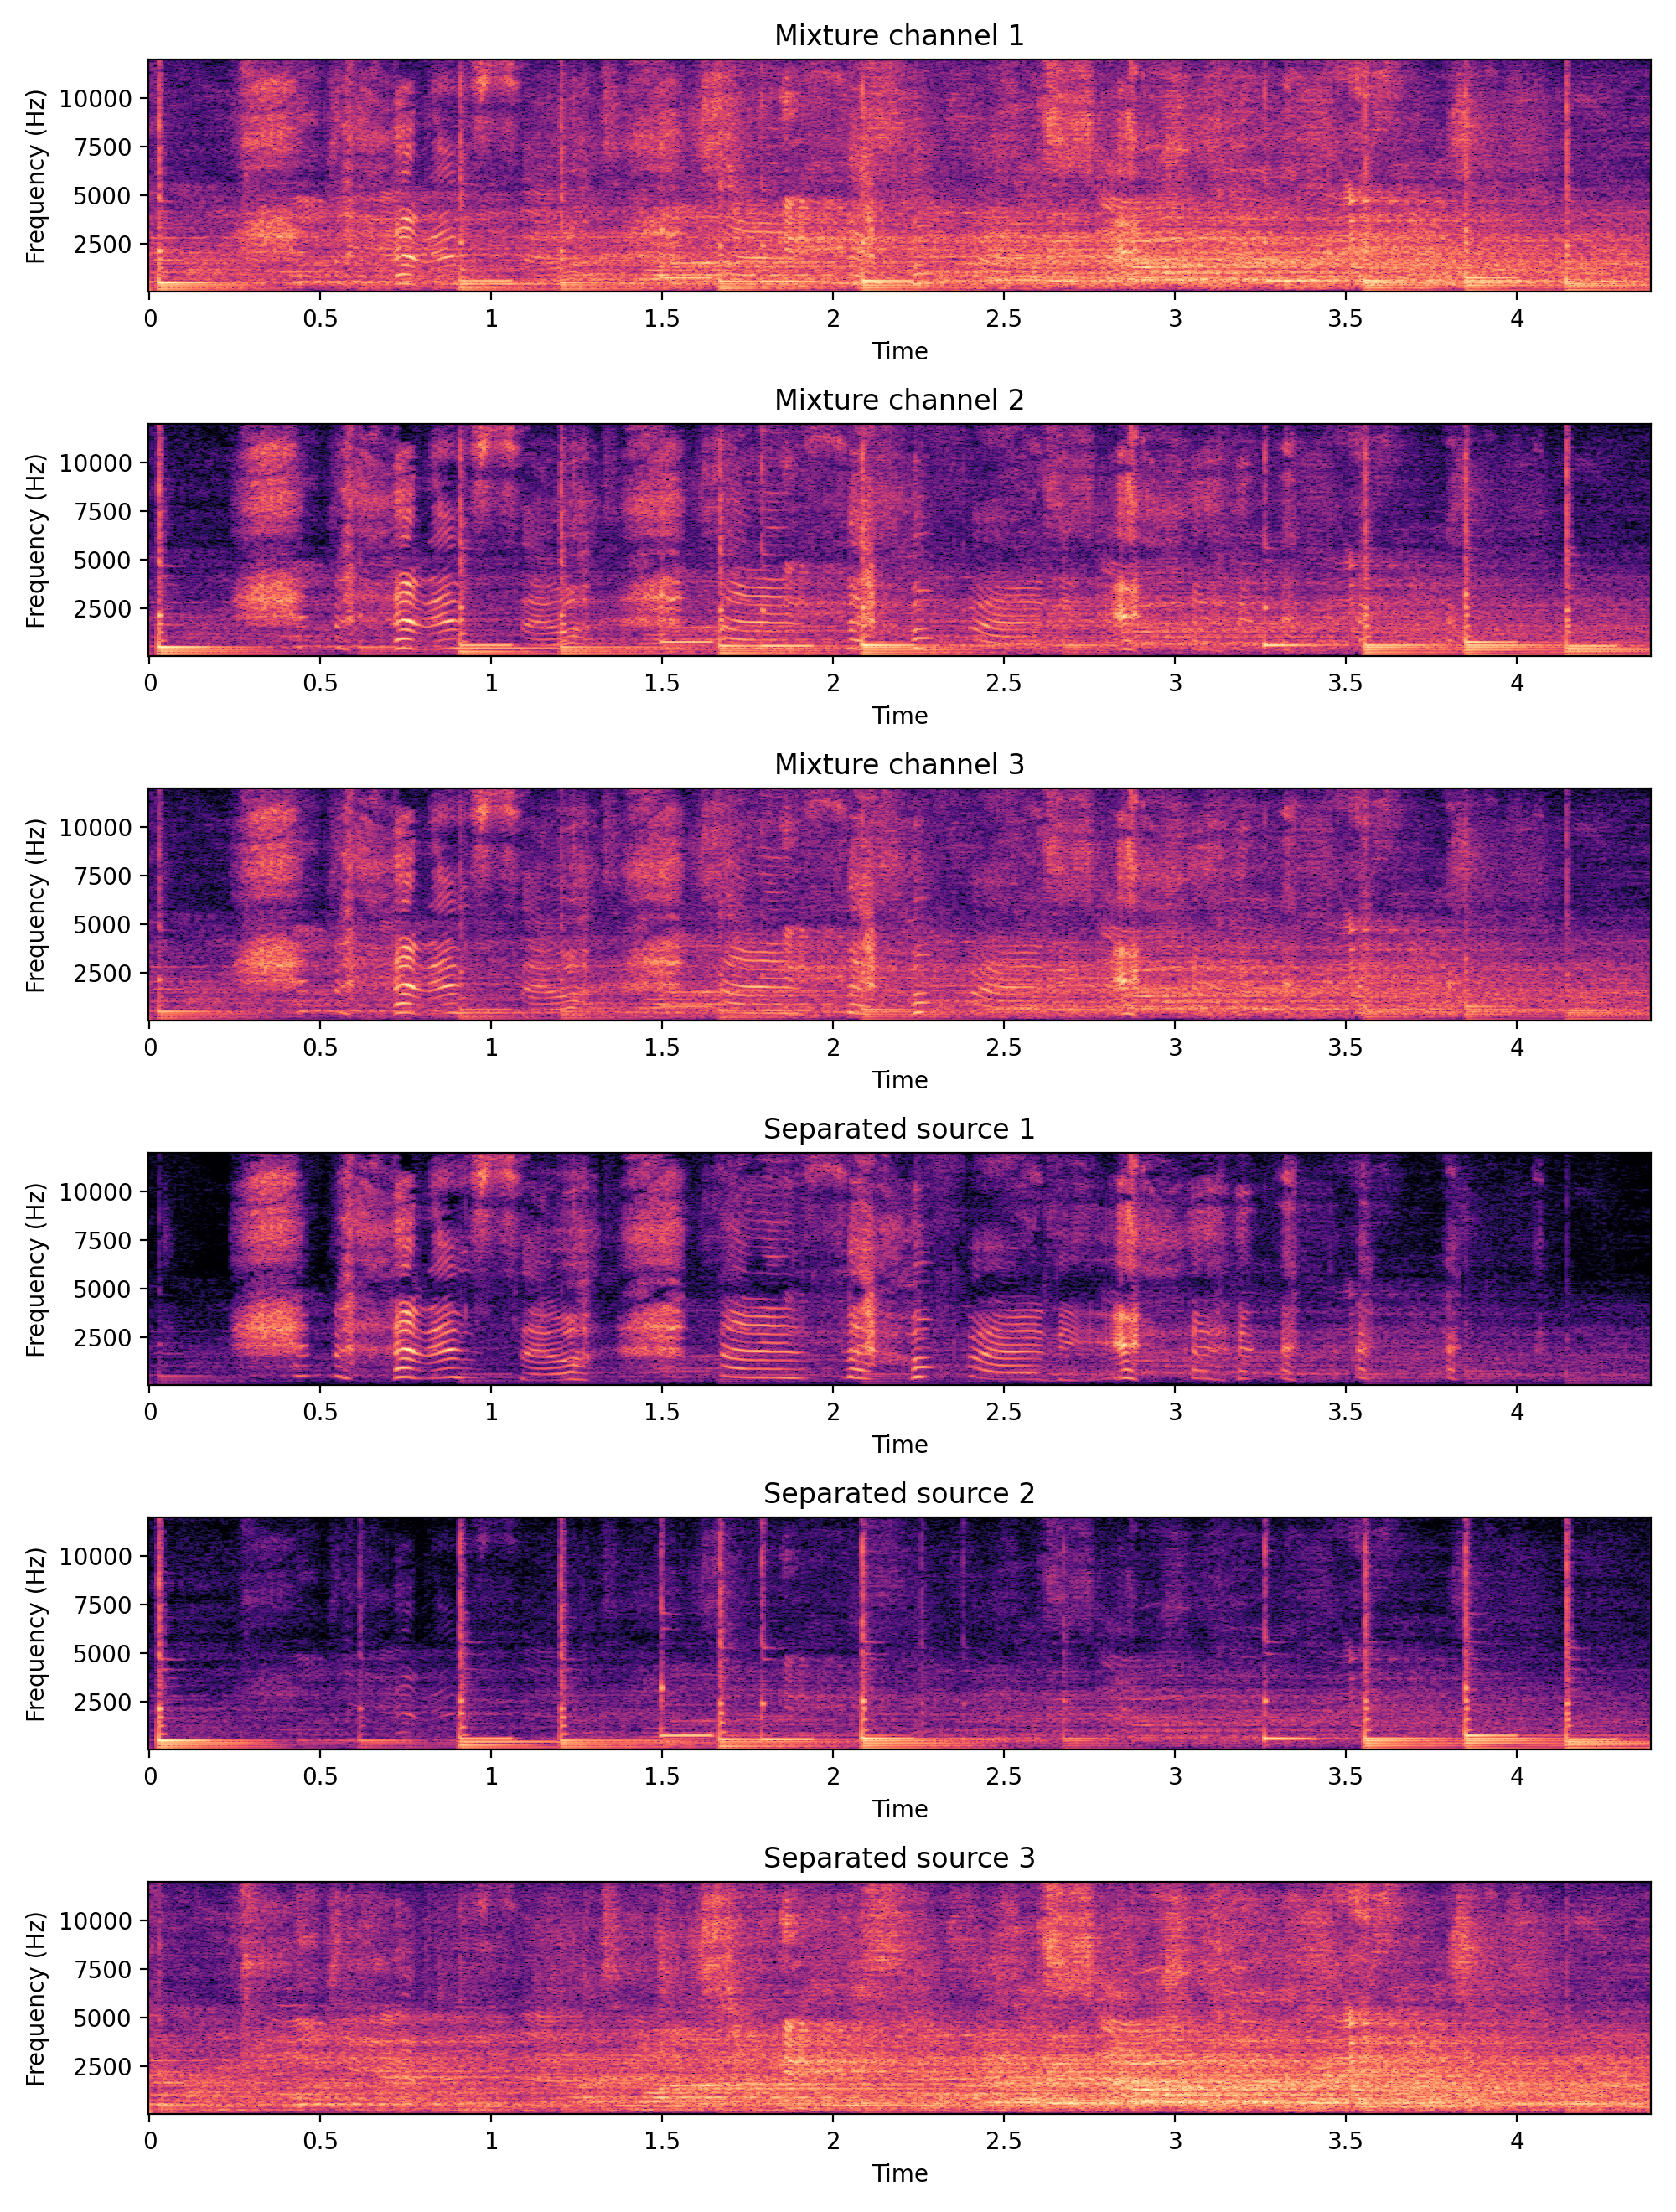 Mixture channel 1
Frequency (Hz)
10000
7500
5000
2500
0 0.5 1 1.5 2 2.5 3 3.5 4
Time
Mixture channel 2
Frequency (Hz)
10000
7500
5000
2500
0 0.5 1 1.5 2 2.5 3 3.5 4
Time
Mixture channel 3
Frequency (Hz)
10000
7500
5000
2500
0 0.5 1 1.5 2 2.5 3 3.5 4
Time
Separated source 1
Frequency (Hz)
10000
7500
5000
2500
0 0.5 1 1.5 2 2.5 3 3.5 4
Time
Separated source 2
Frequency (Hz)
10000
7500
5000
2500
0 0.5 1 1.5 2 2.5 3 3.5 4
Time
Separated source 3
Frequency (Hz)
10000
7500
5000
2500
0 0.5 1 1.5 2 2.5 3 3.5 4
Time